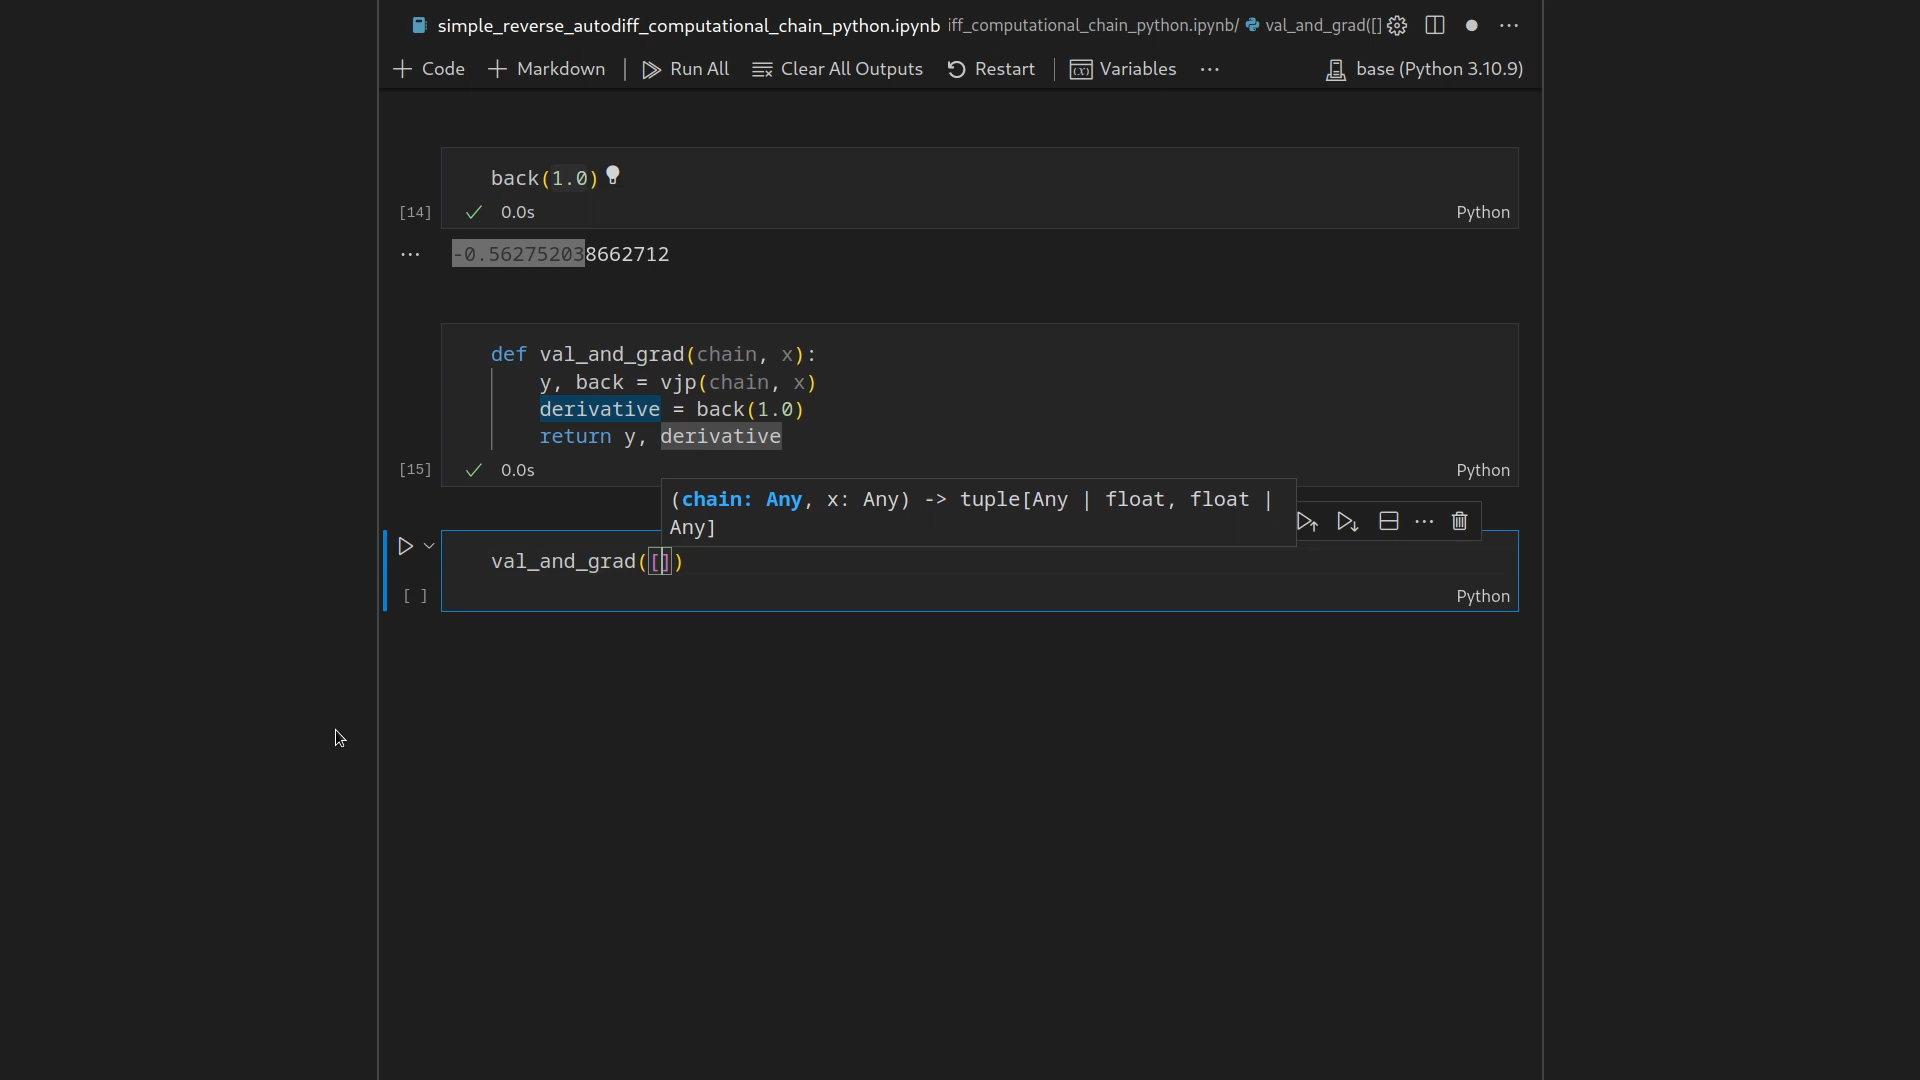 simple_reverse_autodiff_computational_chain_python.ipynb iff_computational_chain_python.ipynb/ val_and_grad([]
Code Markdown Run All Clear All Outputs Restart Variables base (Python 3.10.9)
back(1.0)
[14] 0.0s Python
-0.562752038662712
def val_and_grad(chain, x):
y, back = vjp(chain, x)
derivative = back(1.0)
return y, derivative
[15] 0.0s Python
(chain: Any, x: Any) -> tuple[Any | float, float |
Any]
val_and_grad([])
[ ] Python